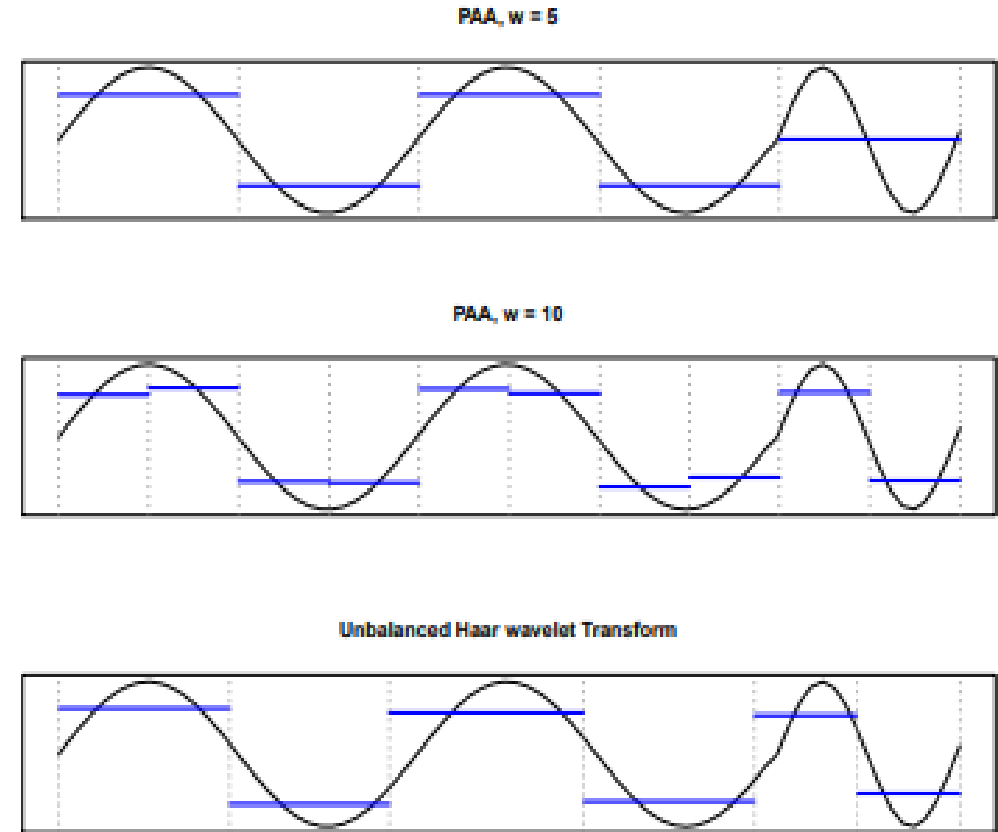 PAA, w = 5
PAA, w = 10
Unbalanced Haar wavelet Transform